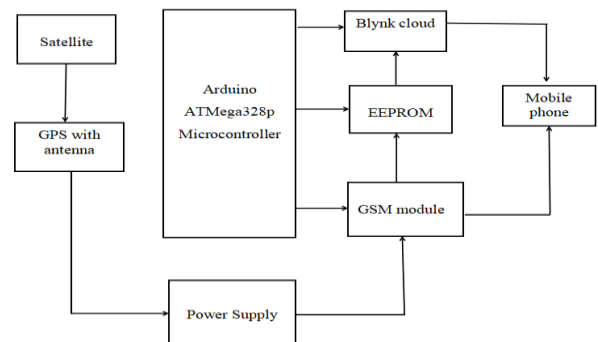 Satellite
GPS with
antenna
Arduino
ATMega328p
Microcontroller
Blynk cloud
EEPROM
GSM module
Mobile
phone
Power Supply